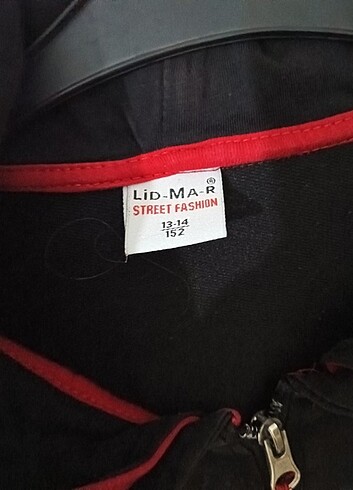 LiD-MA-R®
STREET FASHION
13-14
152